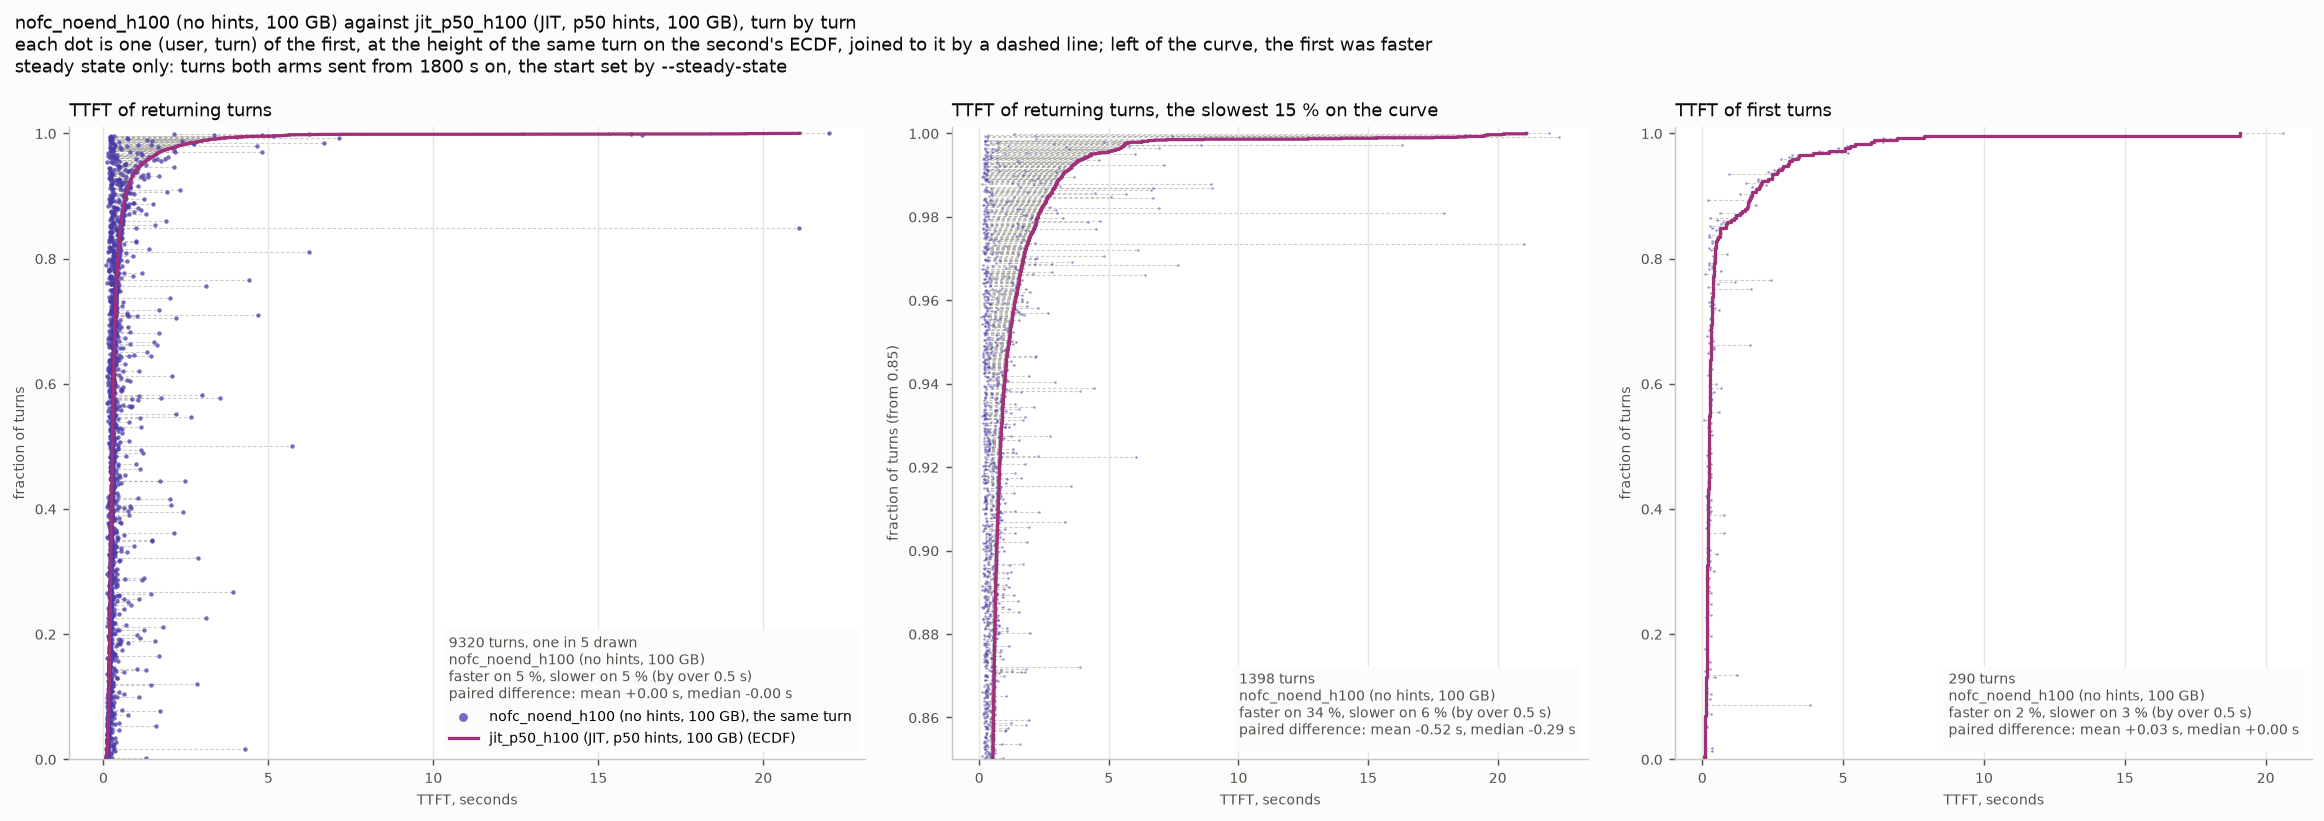 nofc_noend_h100 (no hints, 100 GB) against jit_p50_h100 (JIT, p50 hints, 100 GB), turn by turn
each dot is one (user, turn) of the first, at the height of the same turn on the second's ECDF, joined to it by a dashed line; left of the curve, the first was faster
steady state only: turns both arms sent from 1800 s on, the start set by --steady-state
TTFT of returning turns
fraction of turns
1.0
0.8
0.6
0.4
0.2
0.0
9320 turns, one in 5 drawn
nofc_noend_h100 (no hints, 100 GB)
faster on 5 %, slower on 5 % (by over 0.5 s)
paired difference: mean +0.00 s, median -0.00 s
nofc_noend_h100 (no hints, 100 GB), the same turn
jit_p50_h100 (JIT, p50 hints, 100 GB) (ECDF)
0 5 10 15 20
TTFT, seconds
TTFT of returning turns, the slowest 15 % on the curve
fraction of turns (from 0.85)
1.00
0.98
0.96
0.94
0.92
0.90
0.88
0.86
1398 turns
nofc_noend_h100 (no hints, 100 GB)
faster on 34 %, slower on 6 % (by over 0.5 s)
paired difference: mean -0.52 s, median -0.29 s
0 5 10 15 20
TTFT, seconds
TTFT of first turns
fraction of turns
1.0
0.8
0.6
0.4
0.2
0.0
290 turns
nofc_noend_h100 (no hints, 100 GB)
faster on 2 %, slower on 3 % (by over 0.5 s)
paired difference: mean +0.03 s, median +0.00 s
0 5 10 15 20
TTFT, seconds